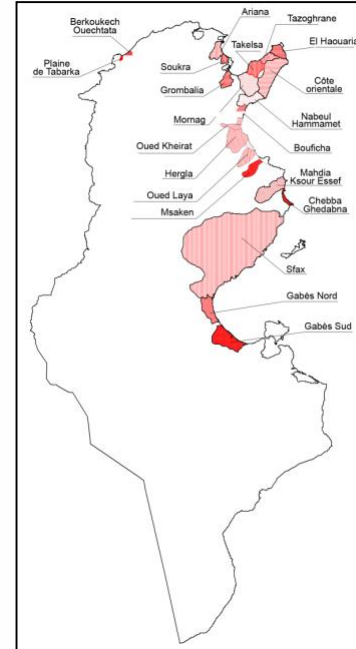 Berkoukech
Ouechtata
Plaine
de Tabarka
Ariana
Tazoghrane
Takelsa
El Haouaria
Soukra
Grombalia
Côte
orientale
Mornag
Nabeul
Hammamet
Oued Kheirat
Bouficha
Hergla
Mahdia
Ksour Essef
Oued Laya
Chebba
Ghedabna
Msaken
Sfax
Gabès Nord
Gabès Sud